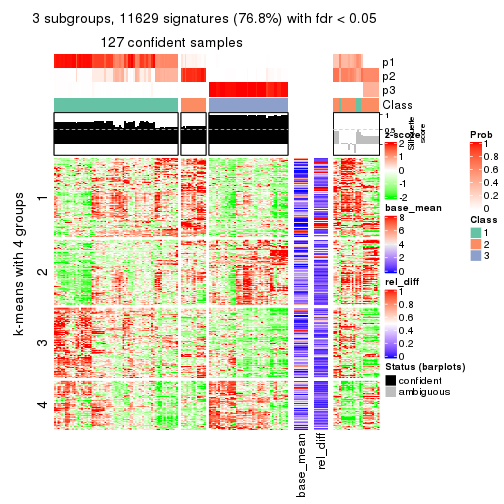 3 subgroups, 11629 signatures (76.8%) with fdr < 0.05
127 confident samples
p1
p2
p3
Class
1
0.5
Silhouette
score
k-means with 4 groups
1
2
3
4
base_mean
rel_diff
z-score
2
1
0
-1
-2
base_mean
8
6
4
2
0
rel_diff
1
0.8
0.6
0.4
0.2
0
Status (barplots)
confident
ambiguous
Prob
1
0.8
0.6
0.4
0.2
0
Class
1
2
3